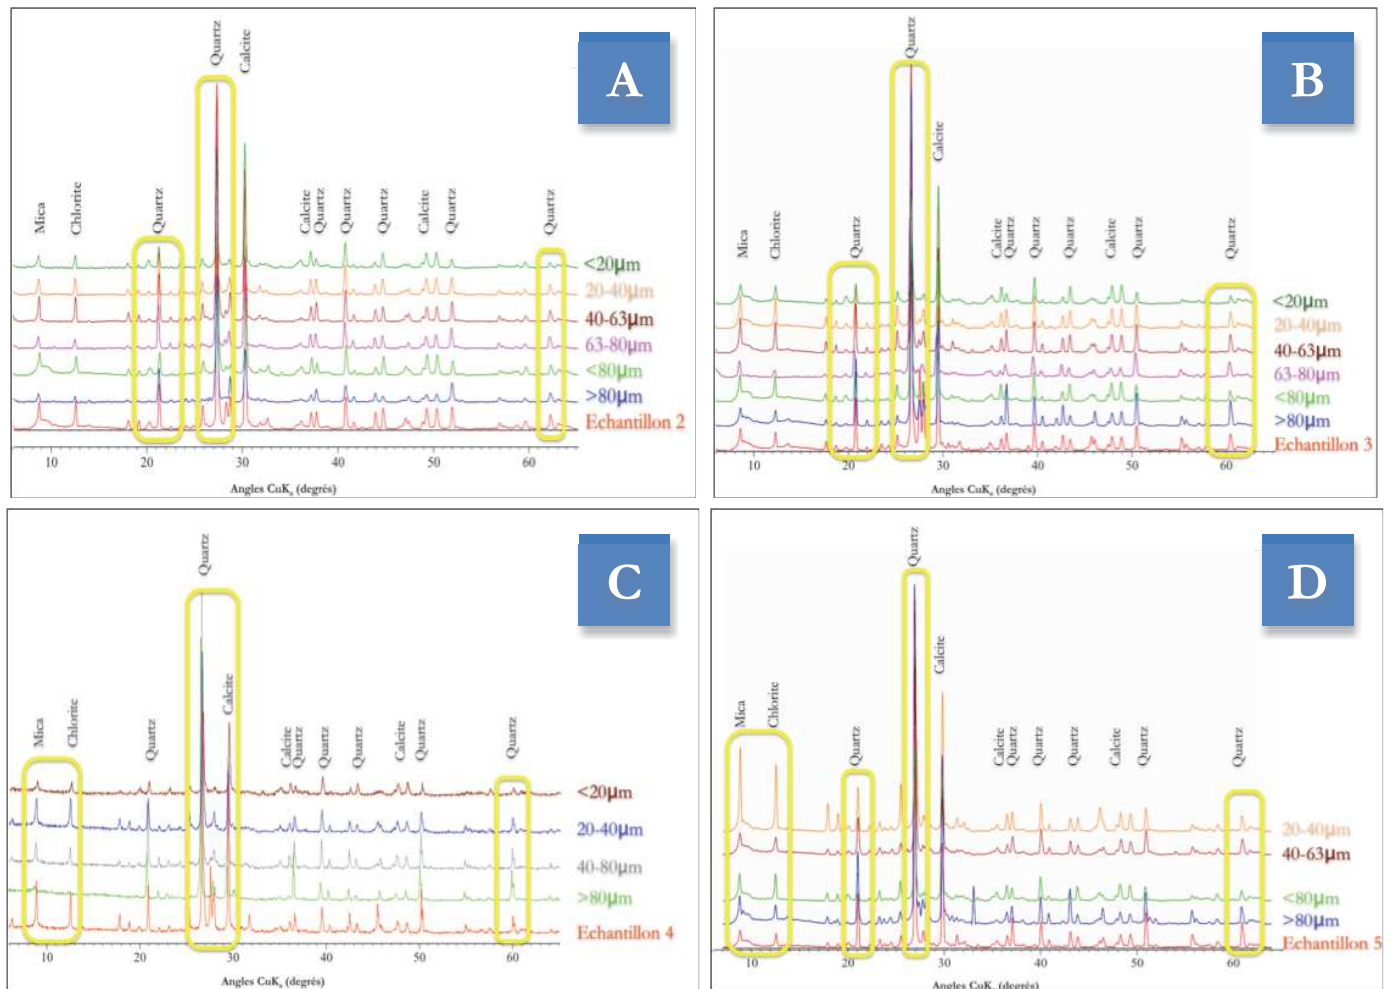 A
Quartz
Calcite
Mica
Chlorite
Quartz
Calcite
Quartz
Quartz
Quartz
Calcite
Quartz
Quartz
<20µm
20-40µm
40-63µm
63-80µm
<80µm
>80µm
Echantillon 2
10 20 30 40 50 60
Angles CuKα (degrés)
B
Quartz
Calcite
Mica
Chlorite
Quartz
Calcite
Quartz
Quartz
Quartz
Calcite
Quartz
Quartz
<20µm
20-40µm
40-63µm
63-80µm
<80µm
>80µm
Echantillon 3
10 20 30 40 50 60
Angles CuKα (degrés)
C
Quartz
Calcite
Mica
Chlorite
Quartz
Calcite
Quartz
Quartz
Quartz
Calcite
Quartz
Quartz
<20µm
20-40µm
40-80µm
>80µm
Echantillon 4
10 20 30 40 50 60
Angles CuKα (degrés)
D
Quartz
Calcite
Mica
Chlorite
Quartz
Calcite
Quartz
Quartz
Quartz
Calcite
Quartz
Quartz
20-40µm
40-63µm
<80µm
>80µm
Echantillon 5
10 20 30 40 50 60
Angles CuKα (degrés)